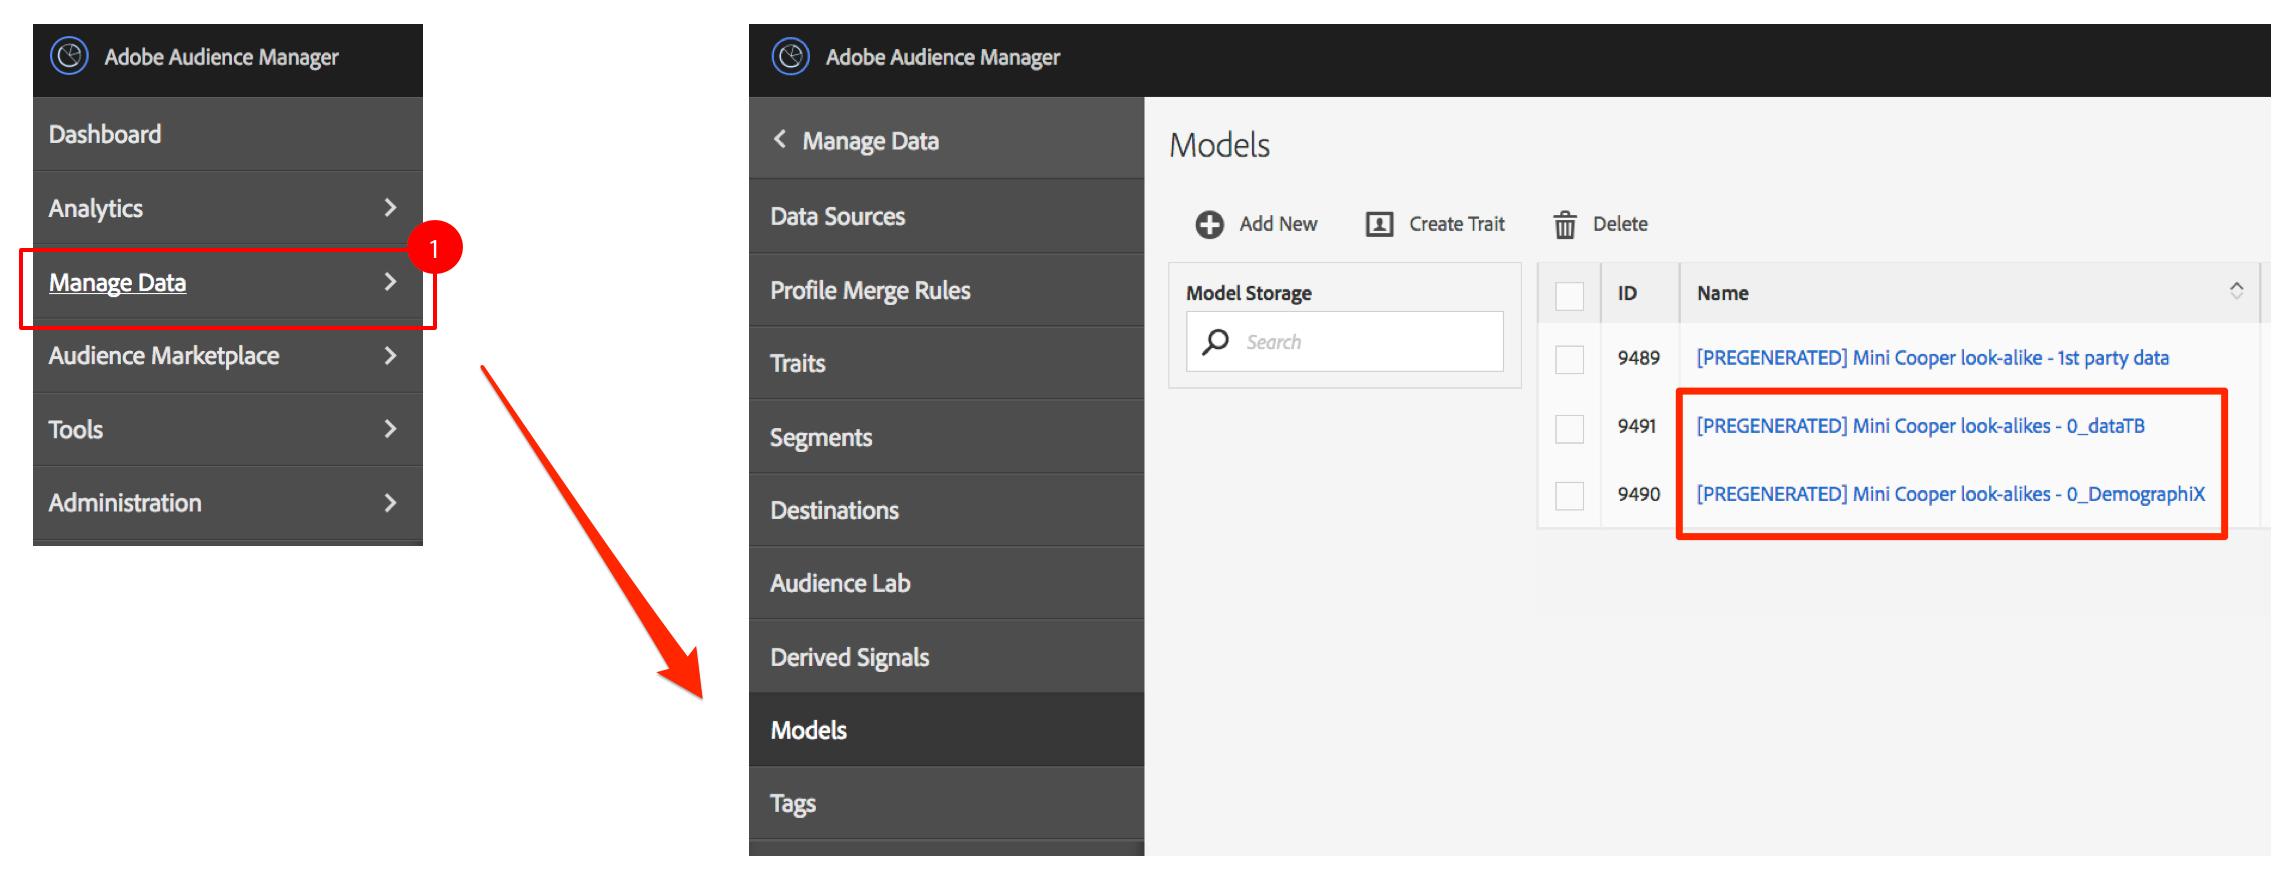 Adobe Audience Manager
Dashboard
Analytics
1
Manage Data
Audience Marketplace
Tools
Administration
Adobe Audience Manager
Manage Data
Data Sources
Profile Merge Rules
Traits
Segments
Destinations
Audience Lab
Derived Signals
Models
Tags
Models
Add New Create Trait Delete
Model Storage
Search
ID Name
9489 [PREGENERATED] Mini Cooper look-alike - 1st party data
9491 [PREGENERATED] Mini Cooper look-alikes - 0_dataTB
9490 [PREGENERATED] Mini Cooper look-alikes - 0_DemographiX